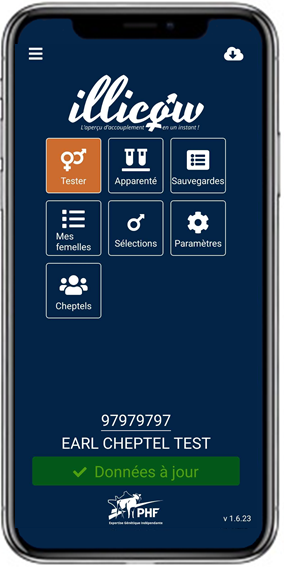 illicow
L'aperçu d'accouplement en un instant !
Tester
Apparenté
Sauvegardes
Mes
femelles
Sélections
Paramètres
Cheptels
97979797
EARL CHEPTEL TEST
Données à jour
PHF
Expertise Génétique Indépendante
v 1.6.23